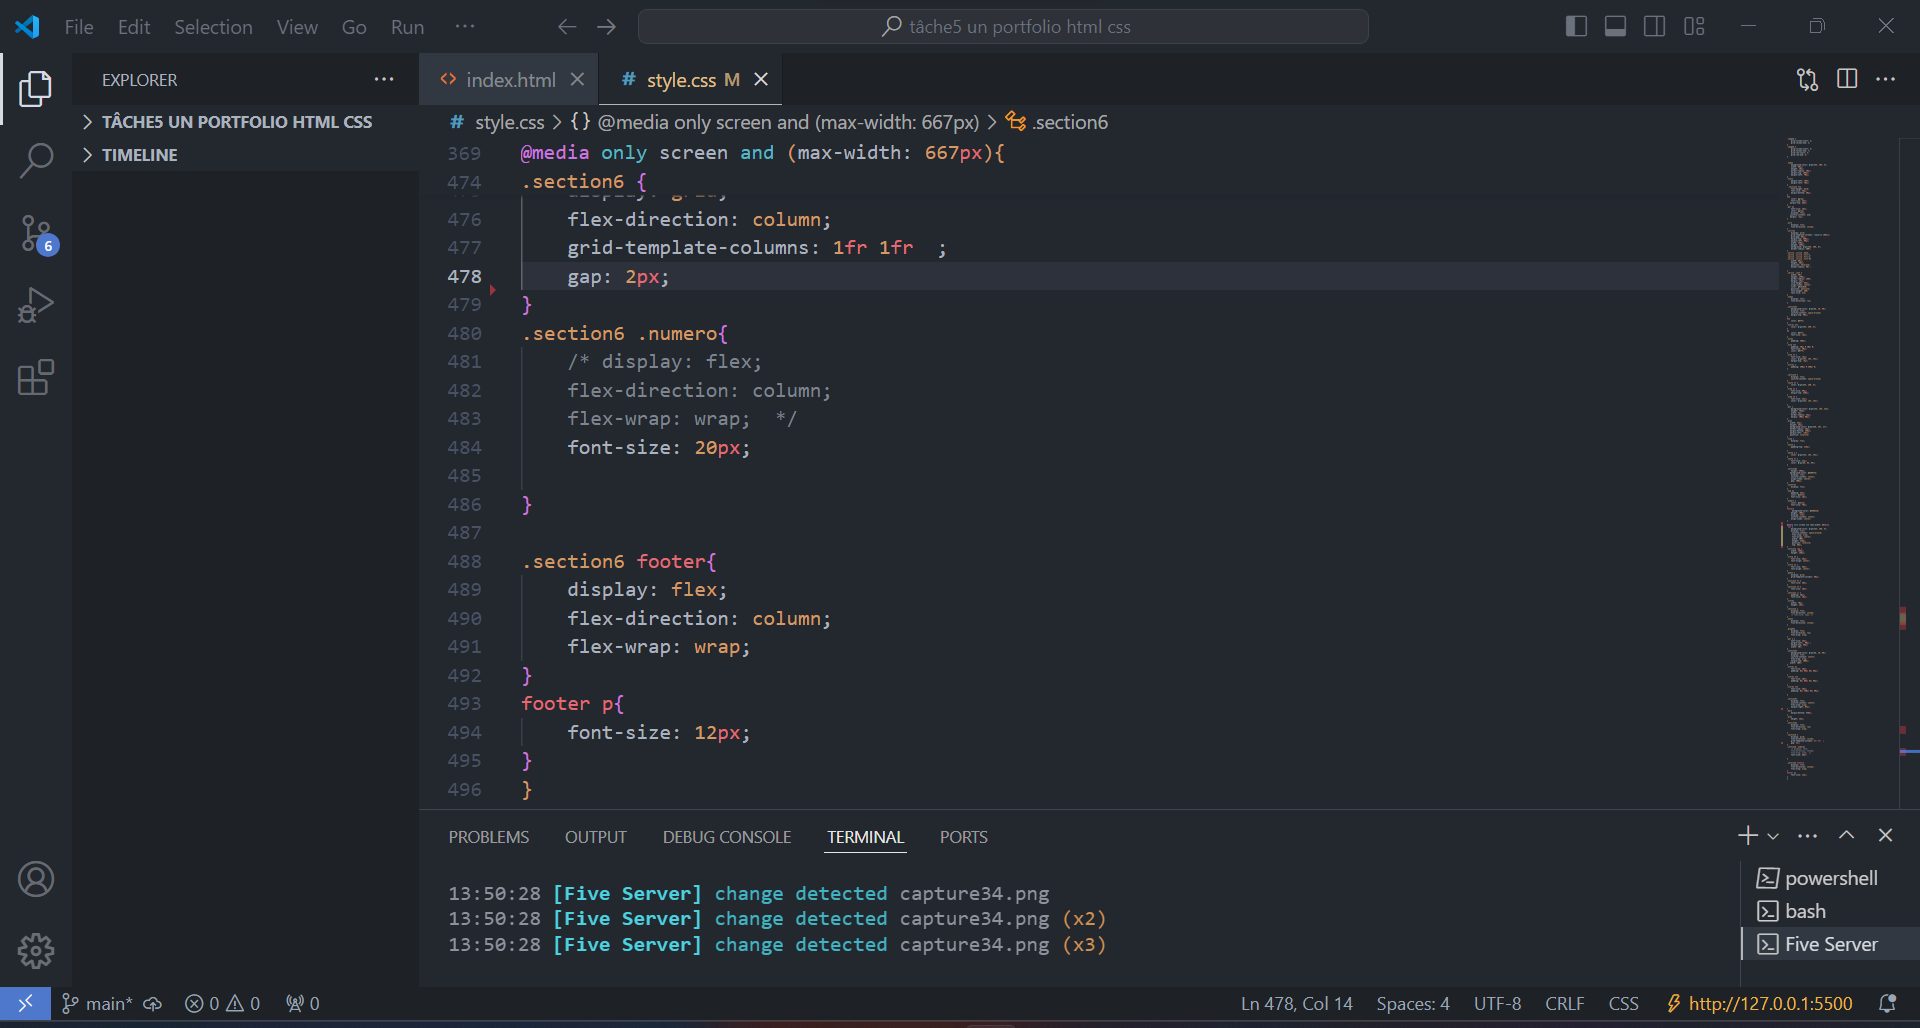 File Edit Selection View Go Run ···
tâche5 un portfolio html css
EXPLORER ···
TÂCHE5 UN PORTFOLIO HTML CSS
TIMELINE
6
<> index.html
# style.css M
# style.css > {} @media only screen and (max-width: 667px) > .section6
369 @media only screen and (max-width: 667px){
474 .section6 {
display: grid;
476 flex-direction: column;
477 grid-template-columns: 1fr 1fr  ;
478 gap: 2px;
479 }
480 .section6 .numero{
481 /* display: flex;
482 flex-direction: column;
483 flex-wrap: wrap;  */
484 font-size: 20px;
485
486 }
487
488 .section6 footer{
489 display: flex;
490 flex-direction: column;
491 flex-wrap: wrap;
492 }
493 footer p{
494 font-size: 12px;
495 }
496 }
PROBLEMS OUTPUT DEBUG CONSOLE TERMINAL PORTS
13:50:28 [Five Server] change detected capture34.png
13:50:28 [Five Server] change detected capture34.png (x2)
13:50:28 [Five Server] change detected capture34.png (x3)
powershell
bash
Five Server
main* 0 0 0
Ln 478, Col 14 Spaces: 4 UTF-8 CRLF CSS http://127.0.0.1:5500